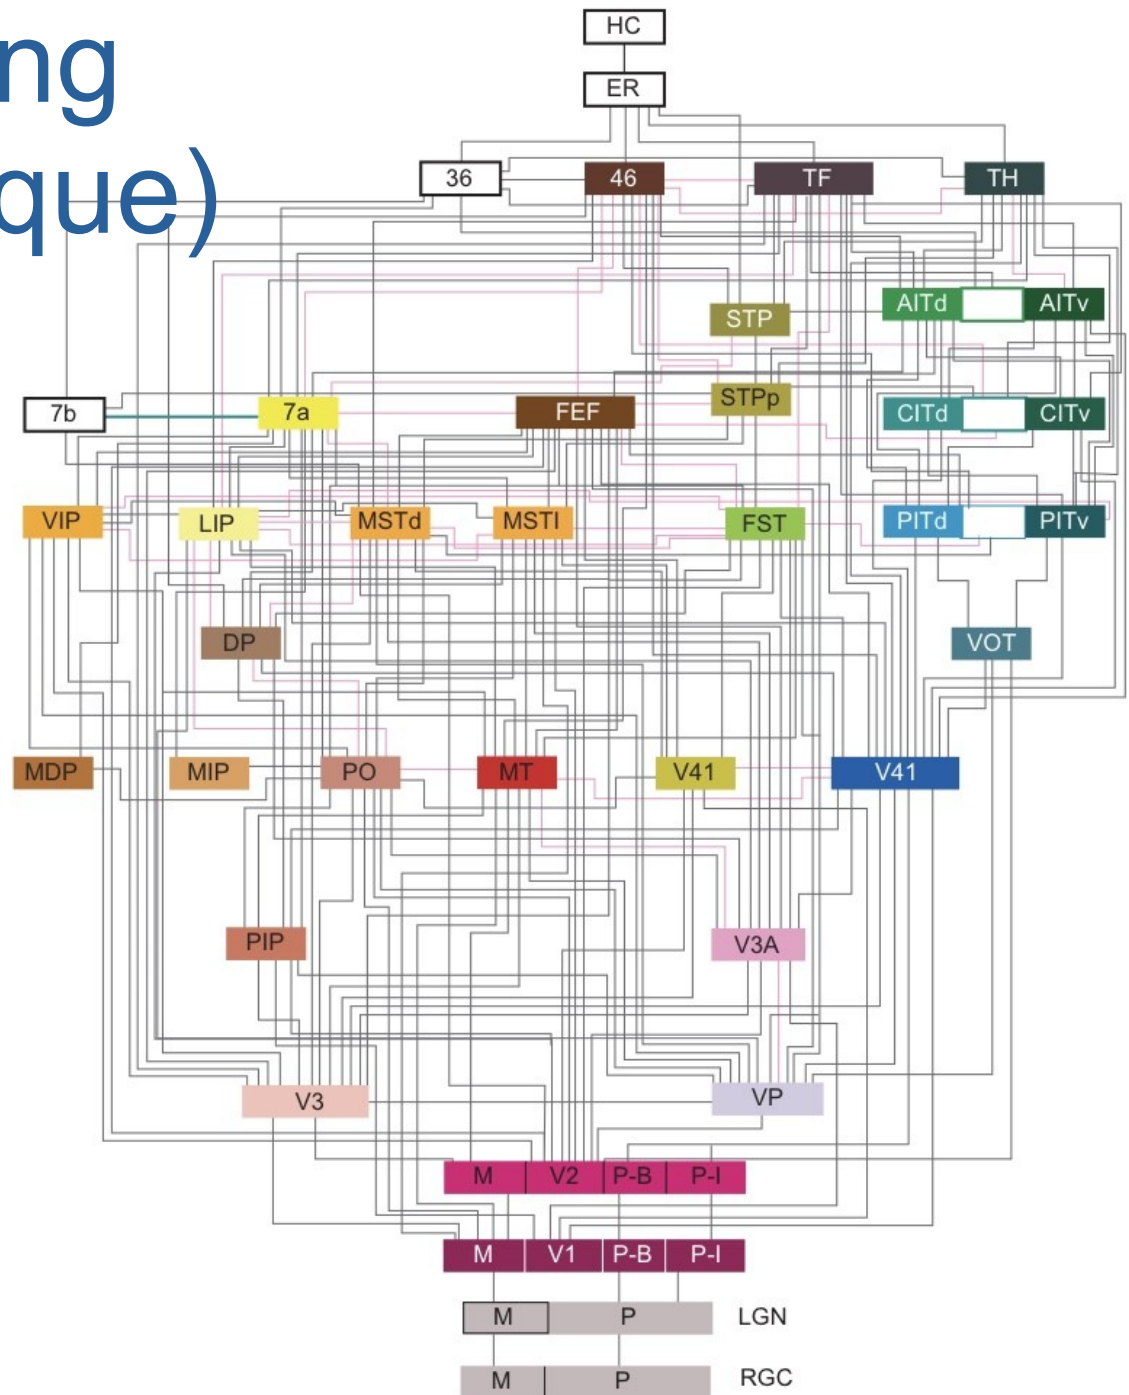 ng
que)
HC
ER
36 46 TF TH
AITd AITv
STP
STPp
7b 7a FEF CITd CITv
VIP LIP MSTd MSTI FST PITd PITv
DP VOT
MDP MIP PO MT V41 V41
PIP V3A
V3 VP
M V2 P-B P-I
M V1 P-B P-I
M P LGN
M P RGC